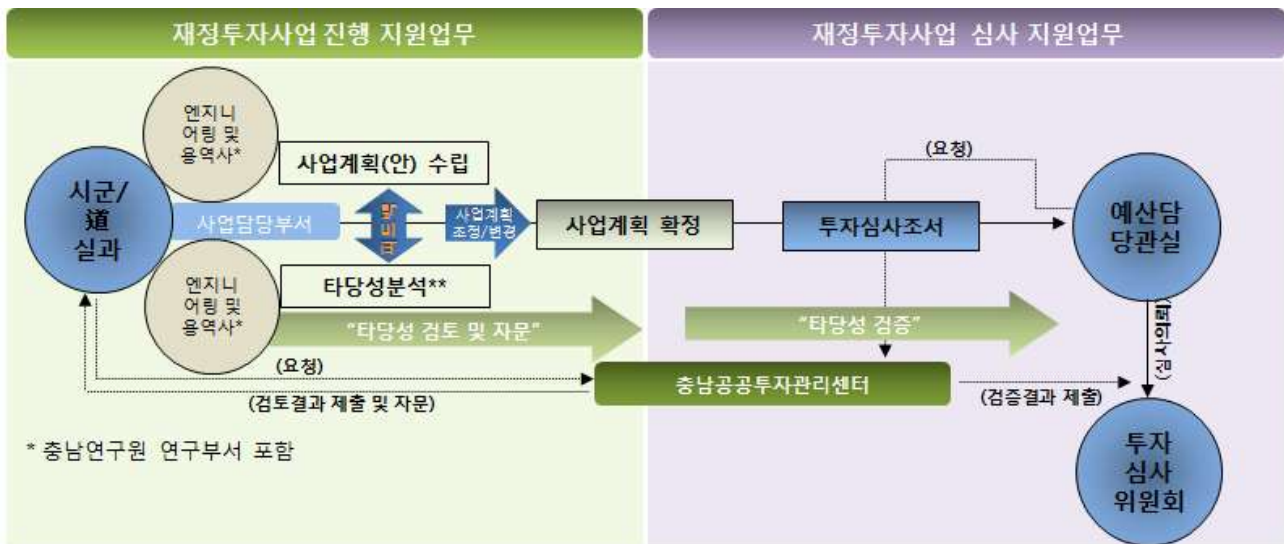 재정투자사업 진행 지원업무
재정투자사업 심사 지원업무
엔지니
어링 및
용역사*
사업계획(안) 수립
(요청)
시군/
道
실과
사업담당부서
사업계획
조정/변경
사업계획 확정
투자심사조서
예산담
당관실
타당성분석**
엔지니
어링 및
용역사*
"타당성 검토 및 자문"
"타당성 검증"
(심사의뢰)
(요청)
충남공공투자관리센터
(검토결과 제출 및 자문)
(검증결과 제출)
* 충남연구원 연구부서 포함
투자
심사
위원회